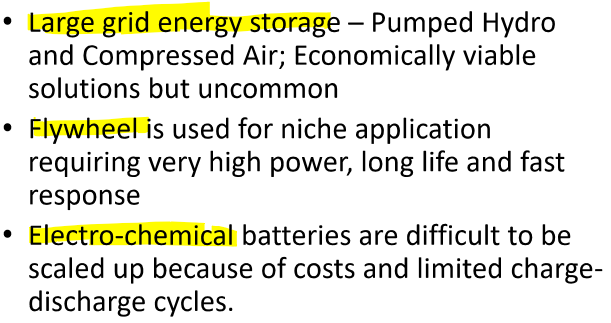 • Large grid energy storage – Pumped Hydro
and Compressed Air; Economically viable
solutions but uncommon
• Flywheel is used for niche application
requiring very high power, long life and fast
response
• Electro-chemical batteries are difficult to be
scaled up because of costs and limited charge-
discharge cycles.